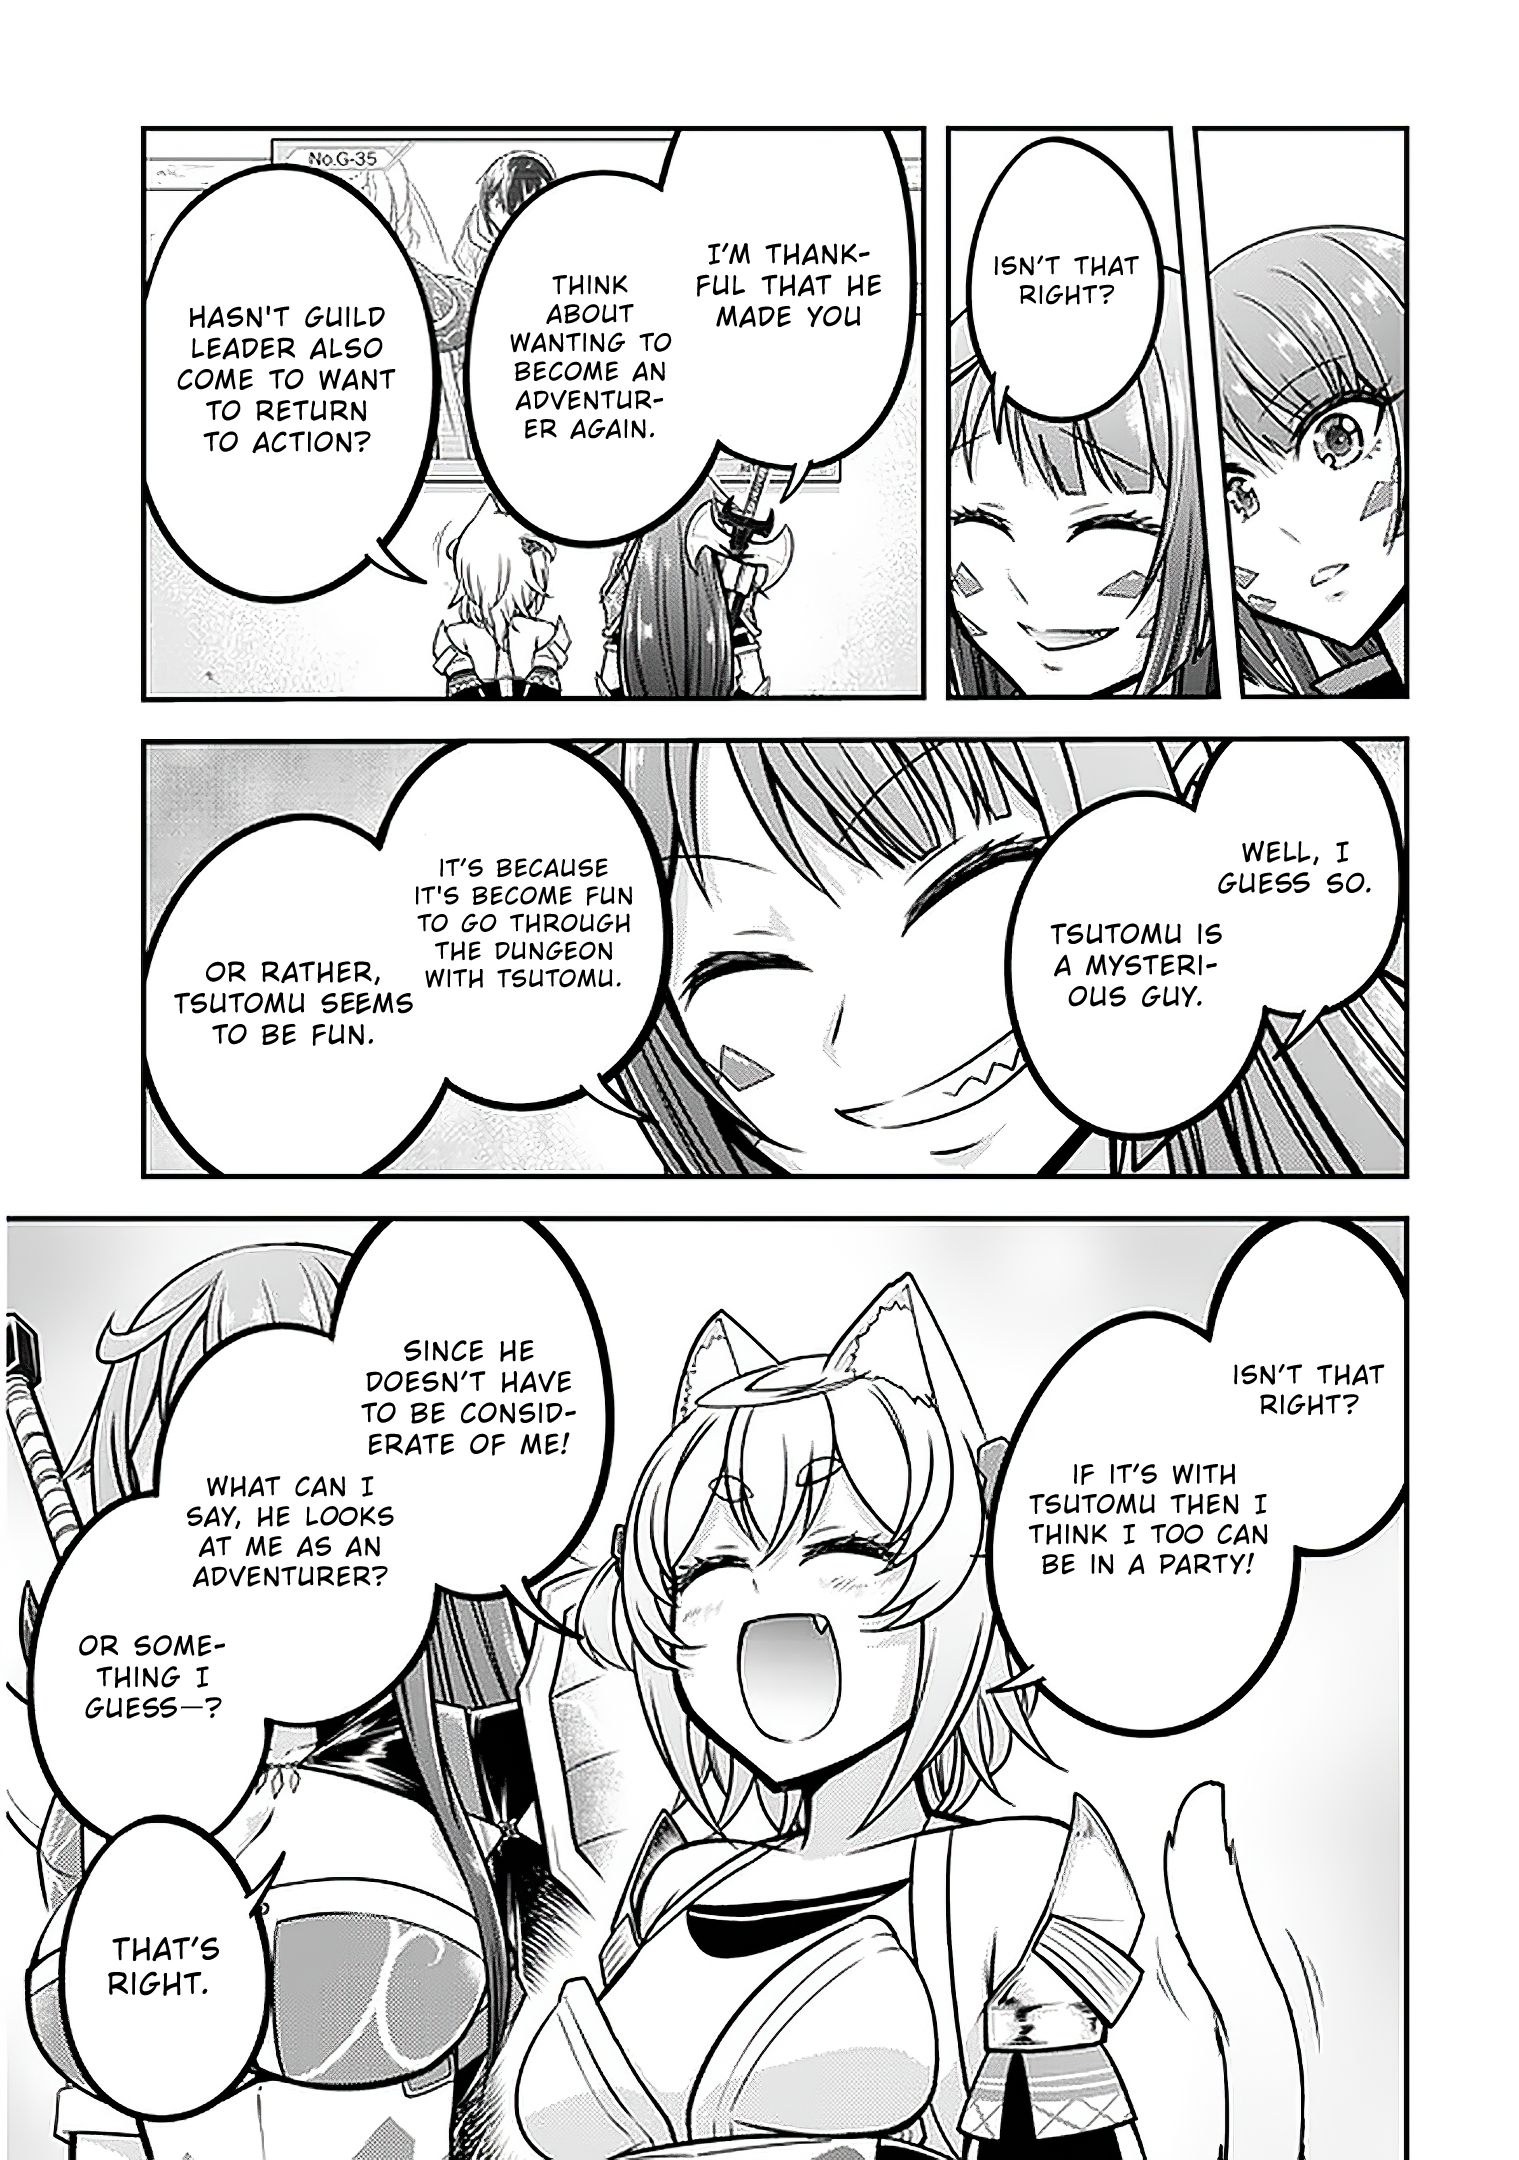 ISN'T THAT
RIGHT?
No.G-35
I'M THANK-
FUL THAT HE
MADE YOU
THINK
ABOUT
WANTING TO
BECOME AN
ADVENTUR-
ER AGAIN.
HASN'T GUILD
LEADER ALSO
COME TO WANT
TO RETURN
TO ACTION?
WELL, I
GUESS SO.
TSUTOMU IS
A MYSTERI-
OUS GUY.
IT'S BECAUSE
IT'S BECOME FUN
TO GO THROUGH
THE DUNGEON
WITH TSUTOMU.
OR RATHER,
TSUTOMU SEEMS
TO BE FUN.
ISN'T THAT
RIGHT?
IF IT'S WITH
TSUTOMU THEN I
THINK I TOO CAN
BE IN A PARTY!
SINCE HE
DOESN'T HAVE
TO BE CONSID-
ERATE OF ME!
WHAT CAN I
SAY, HE LOOKS
AT ME AS AN
ADVENTURER?
OR SOME-
THING I
GUESS—?
THAT'S
RIGHT.